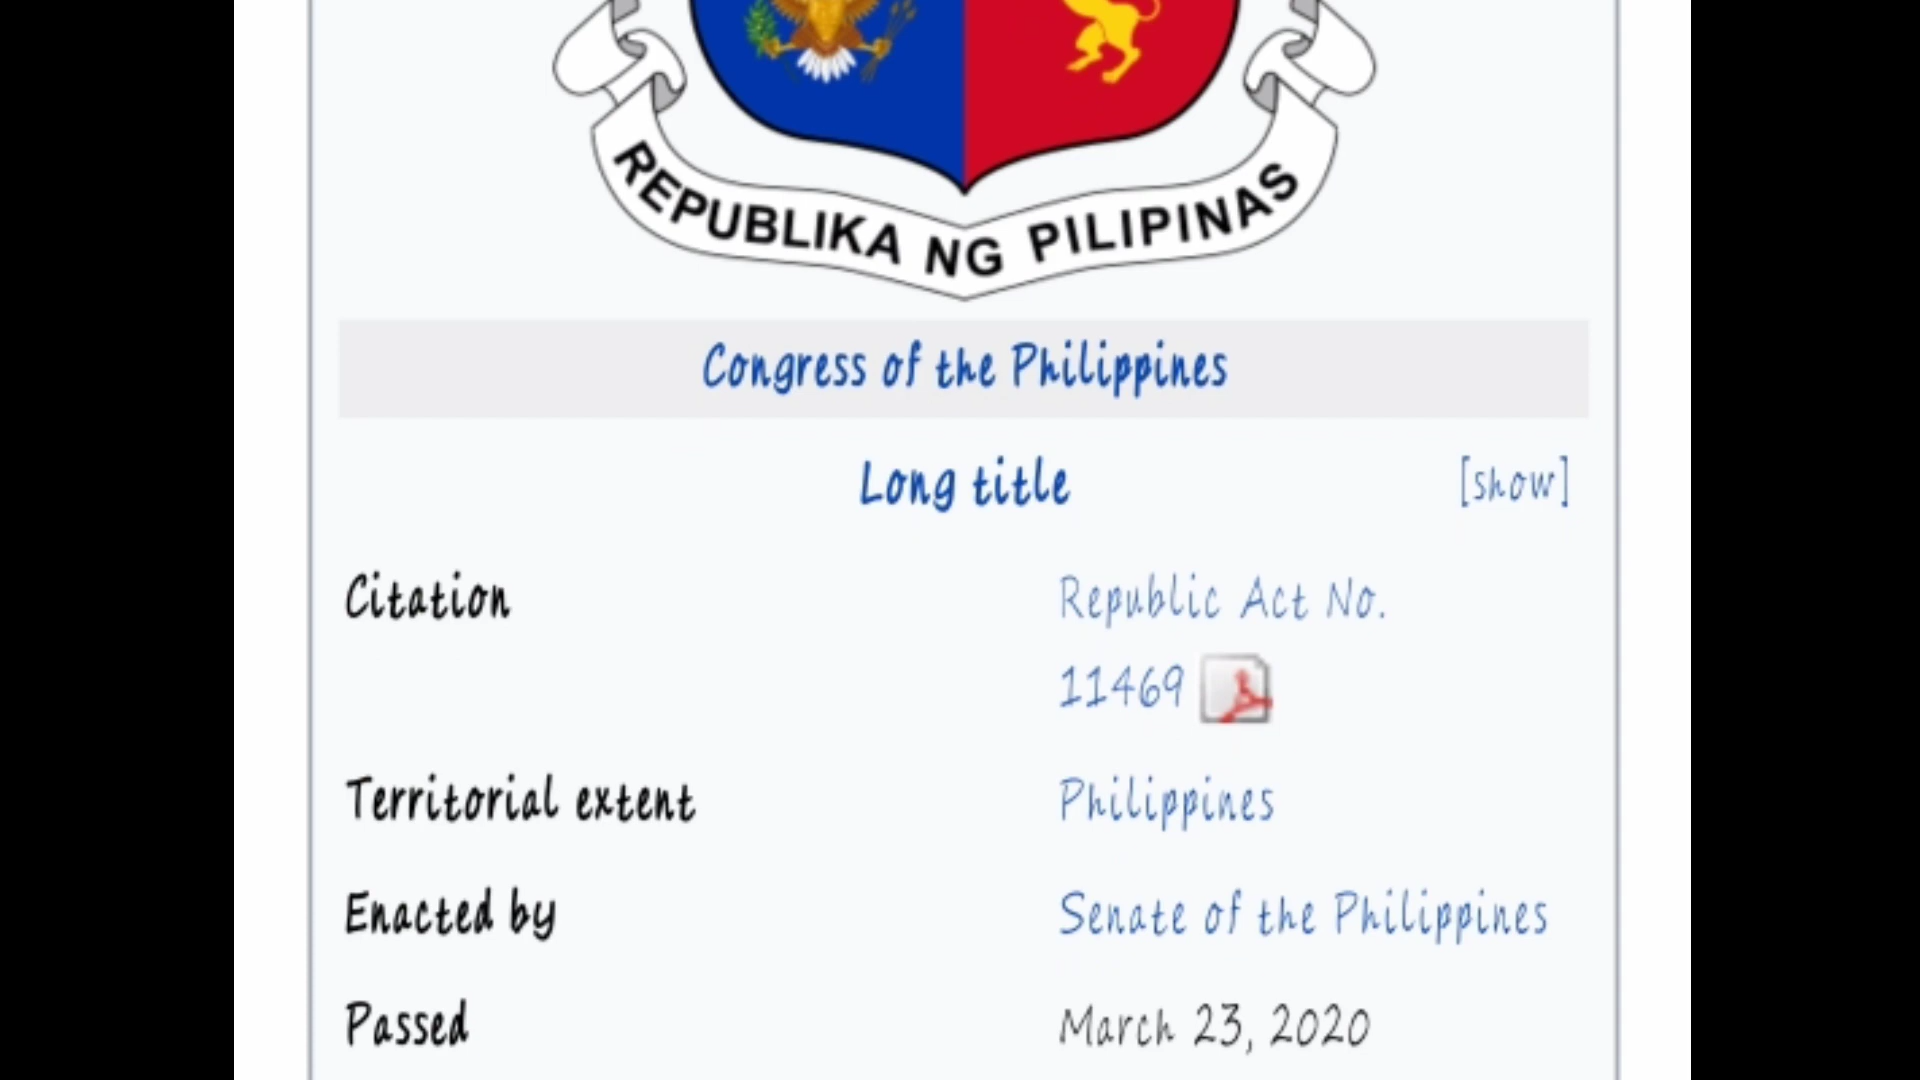 REPUBLIKA NG PILIPINAS
Congress of the Philippines
Long title [show]
Citation Republic Act No.
11469
Territorial extent Philippines
Enacted by Senate of the Philippines
Passed March 23, 2020